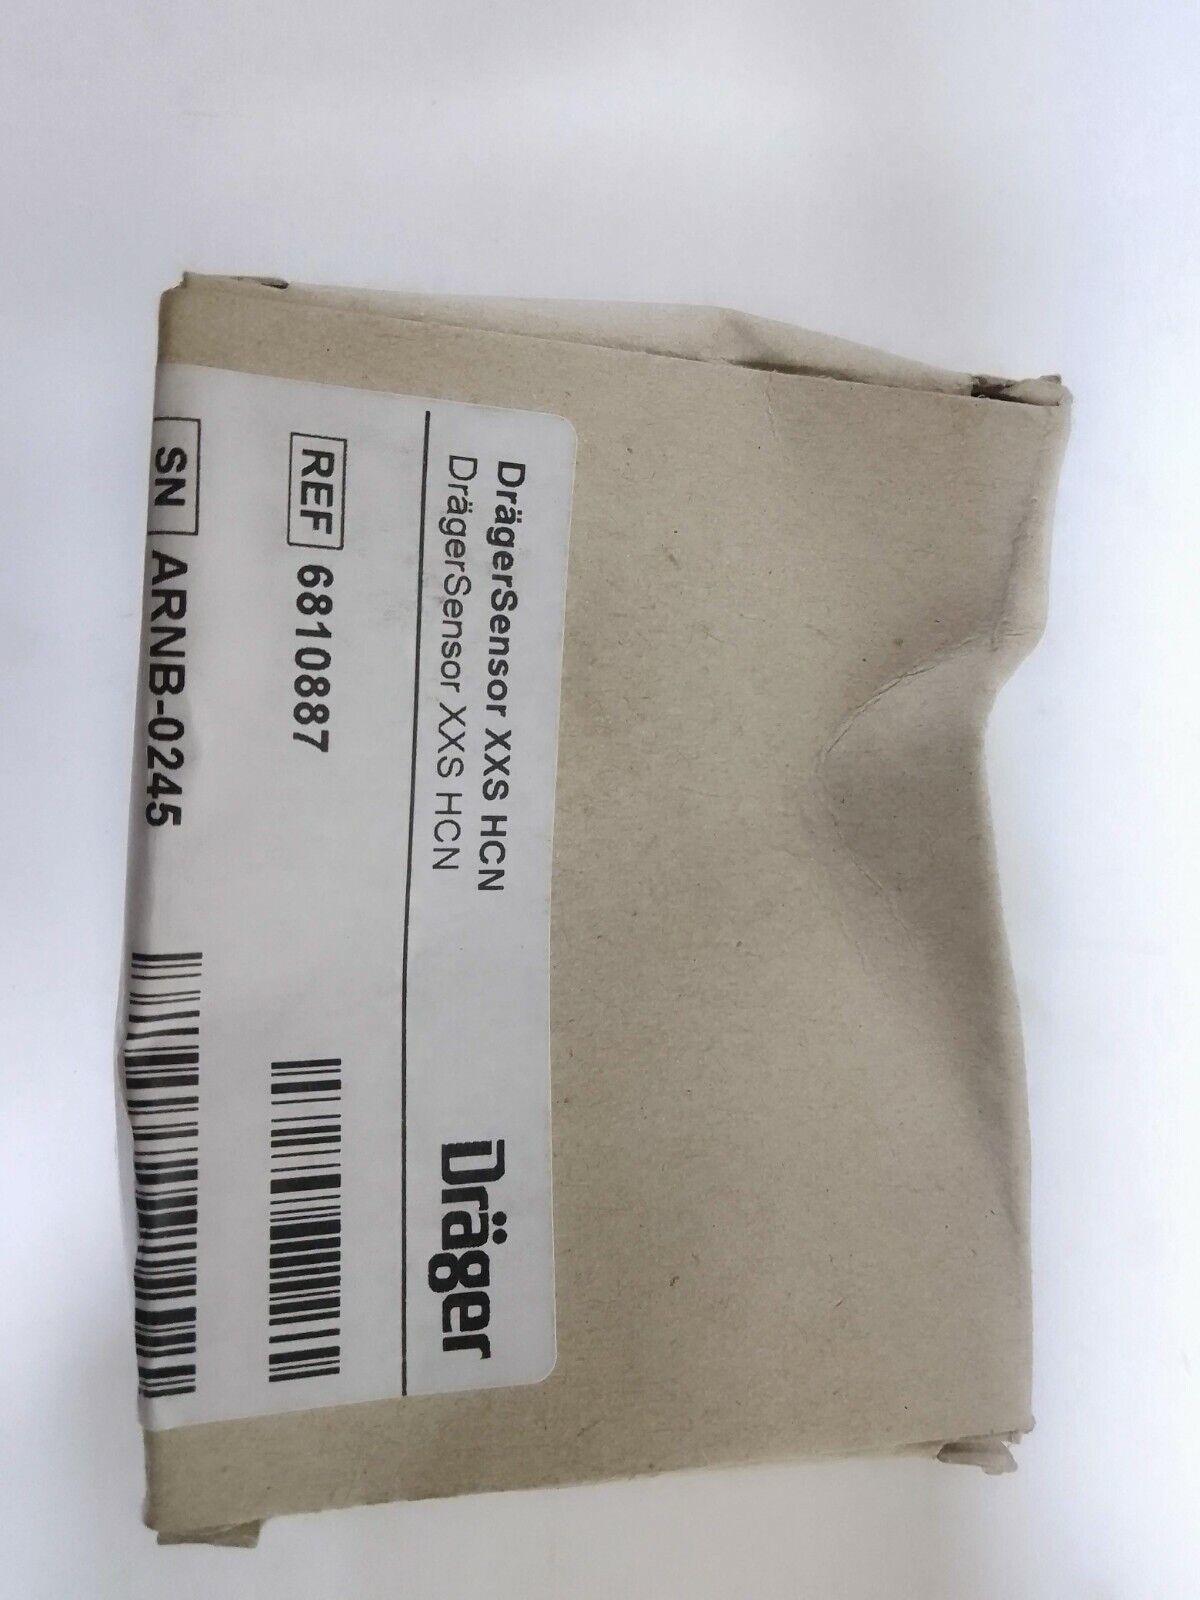 DrägerSensor XXS HCN
DrägerSensor XXS HCN
Dräger
REF 6810887
SN ARNB-0245